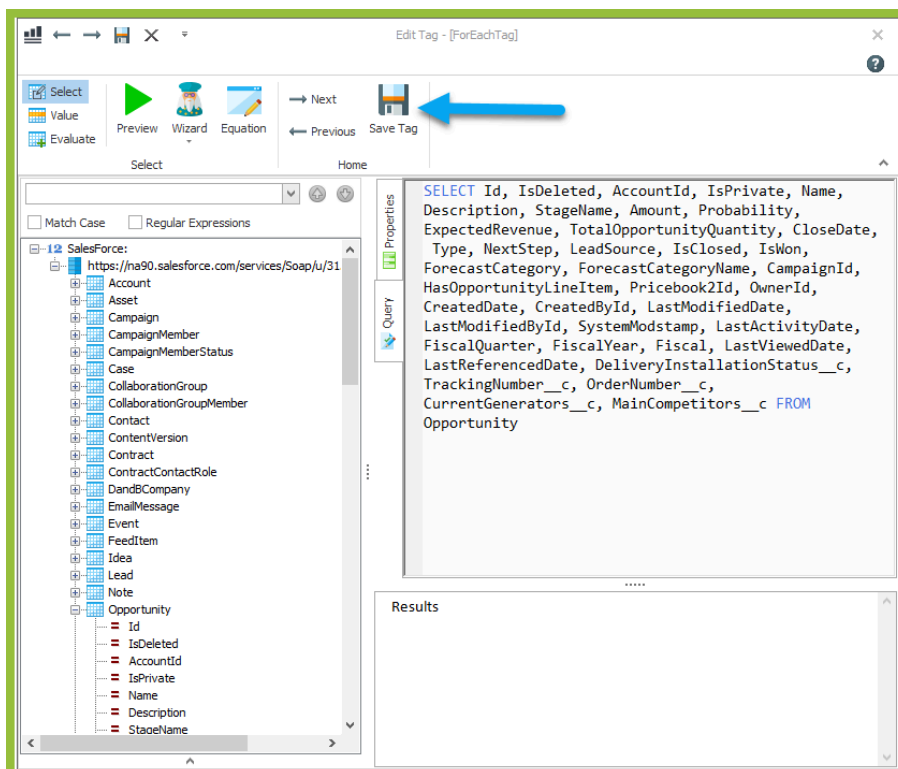 Edit Tag - [ForEachTag]
Select
Value
Evaluate
Preview
Wizard
Equation
Next
Previous
Save Tag
Select
Home
Match Case
Regular Expressions
12 SalesForce:
https://na90.salesforce.com/services/Soap/u/31
Account
Asset
Campaign
CampaignMember
CampaignMemberStatus
Case
CollaborationGroup
CollaborationGroupMember
Contact
ContentVersion
Contract
ContractContactRole
DandBCompany
EmailMessage
Event
FeedItem
Idea
Lead
Note
Opportunity
Id
IsDeleted
AccountId
IsPrivate
Name
Description
StageName
Properties
Query
SELECT Id, IsDeleted, AccountId, IsPrivate, Name,
Description, StageName, Amount, Probability,
ExpectedRevenue, TotalOpportunityQuantity, CloseDate,
Type, NextStep, LeadSource, IsClosed, IsWon,
ForecastCategory, ForecastCategoryName, CampaignId,
HasOpportunityLineItem, Pricebook2Id, OwnerId,
CreatedDate, CreatedById, LastModifiedDate,
LastModifiedById, SystemModstamp, LastActivityDate,
FiscalQuarter, FiscalYear, Fiscal, LastViewedDate,
LastReferencedDate, DeliveryInstallationStatus__c,
TrackingNumber__c, OrderNumber__c,
CurrentGenerators__c, MainCompetitors__c FROM
Opportunity
Results